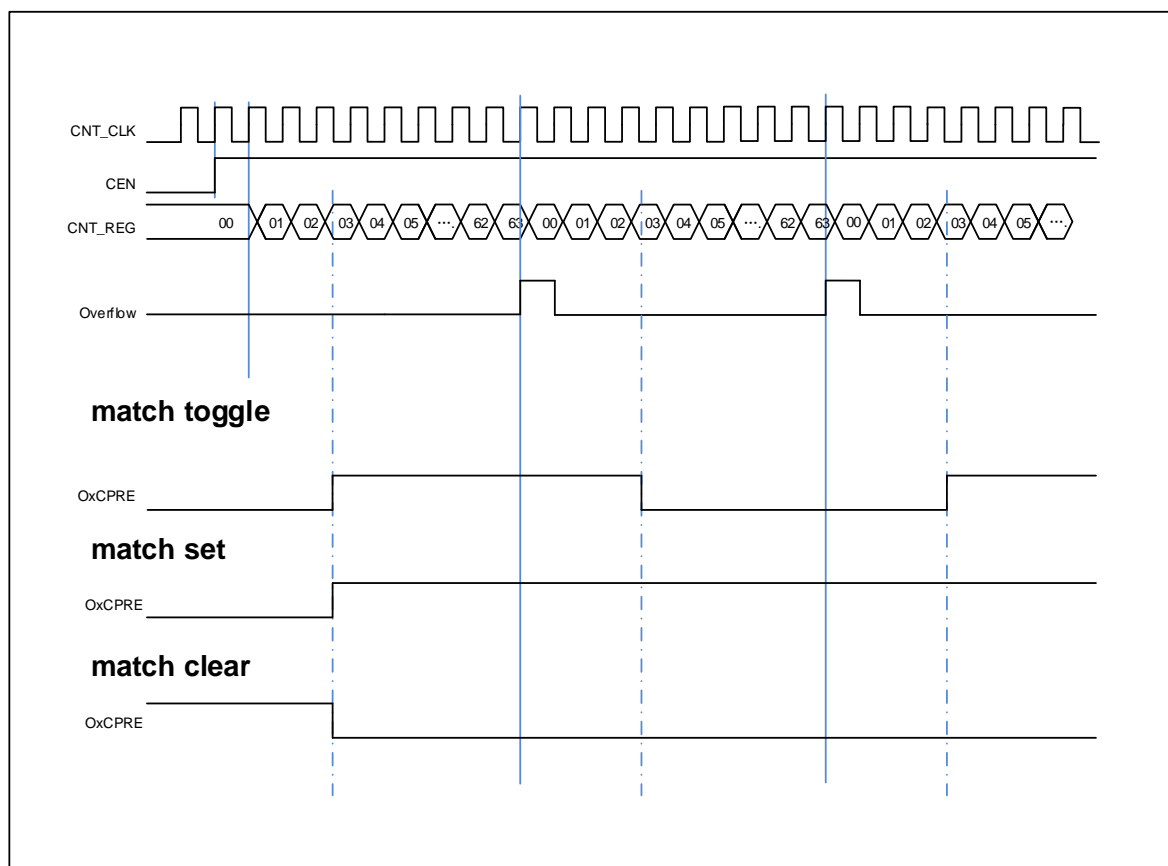 CNT_CLK
CEN
CNT_REG 00 01 02 03 04 05 .... 62 63 00 01 02 03 04 05 .... 62 63 00 01 02 03 04 05 ....
Overflow
match toggle
OxCPRE
match set
OxCPRE
match clear
OxCPRE